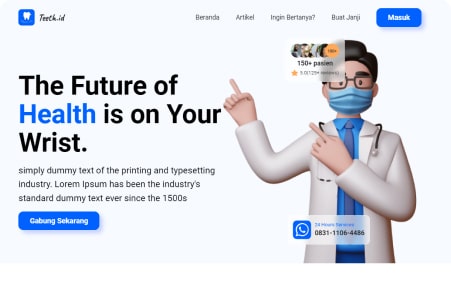 Teeth.id
Beranda Artikel Ingin Bertanya? Buat Janji Masuk
150+
150+ pasien
5.0(125+ reviews)
The Future of
Health is on Your
Wrist.
simply dummy text of the printing and typesetting
industry. Lorem Ipsum has been the industry's
standard dummy text ever since the 1500s
Gabung Sekarang
24 Hours Services
0831-1106-4486